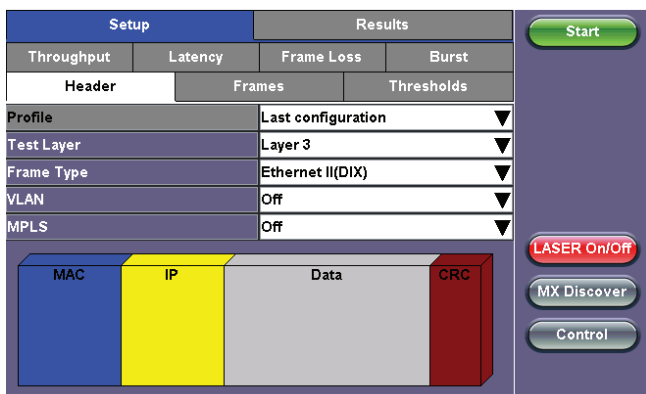 Setup Results
Throughput Latency Frame Loss Burst
Header Frames Thresholds
Profile Last configuration
Test Layer Layer 3
Frame Type Ethernet II(DIX)
VLAN Off
MPLS Off
MAC IP Data CRC
Start
LASER On/Off
MX Discover
Control